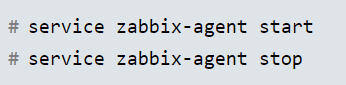 # service zabbix-agent start
# service zabbix-agent stop